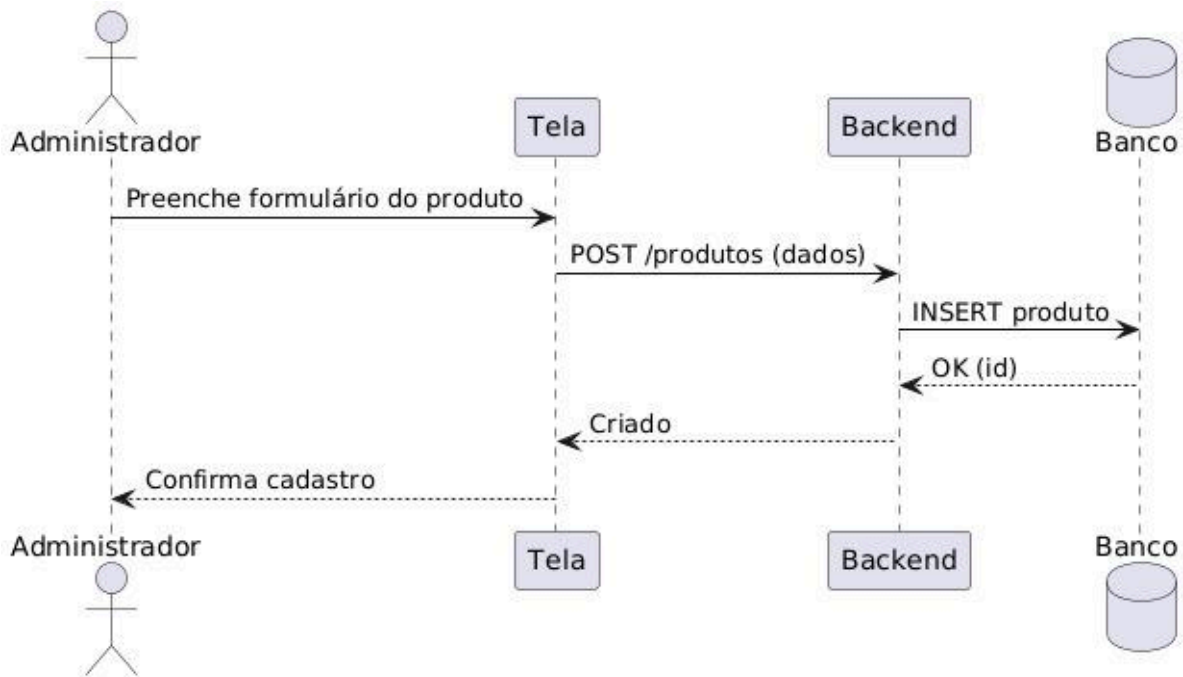 Administrador
Tela
Backend
Banco
Preenche formulário do produto
POST /produtos (dados)
INSERT produto
OK (id)
Criado
Confirma cadastro
Administrador
Tela
Backend
Banco